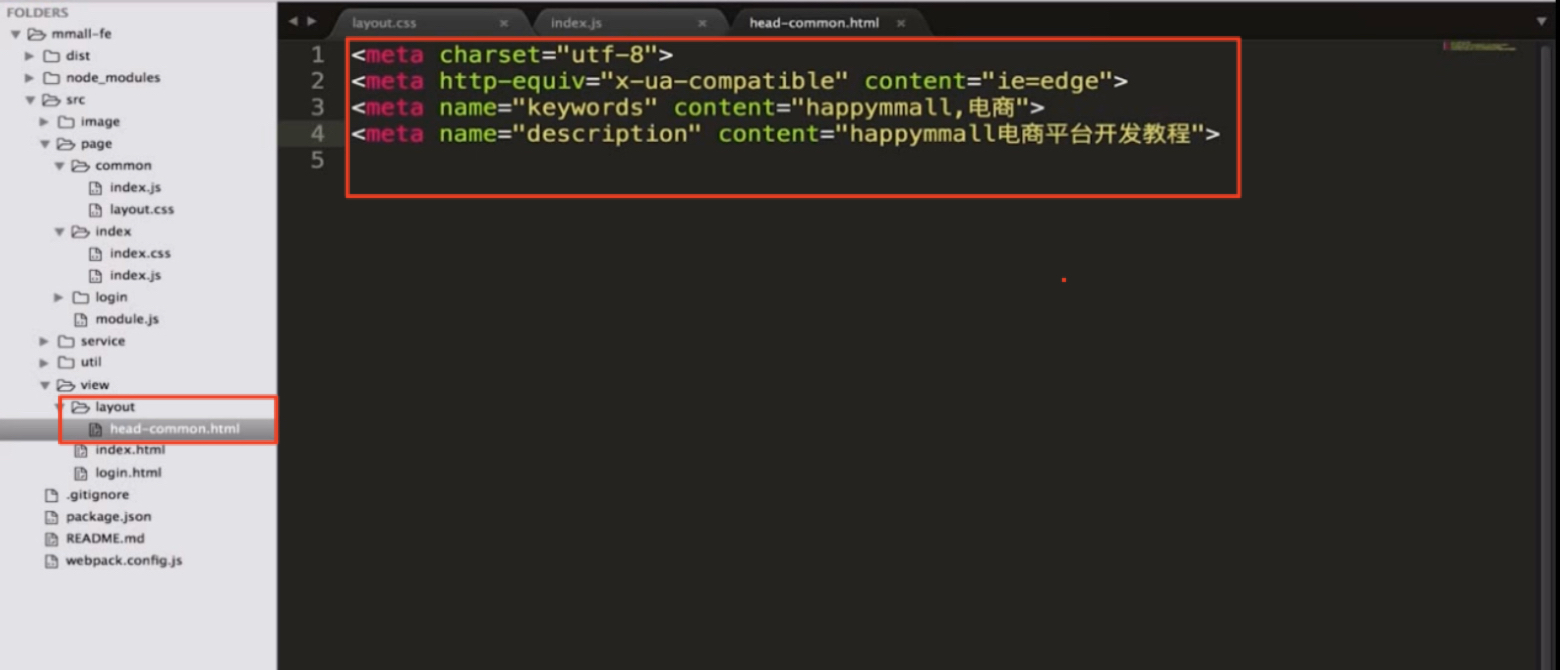 FOLDERS
mmall-fe
dist
node_modules
src
image
page
common
index.js
layout.css
index
index.css
index.js
login
module.js
service
util
view
layout
head-common.html
index.html
login.html
.gitignore
package.json
README.md
webpack.config.js
layout.css × index.js × head-common.html ×
1 <meta charset="utf-8">
2 <meta http-equiv="x-ua-compatible" content="ie=edge">
3 <meta name="keywords" content="happymmall,电商">
4 <meta name="description" content="happymmall电商平台开发教程">
5